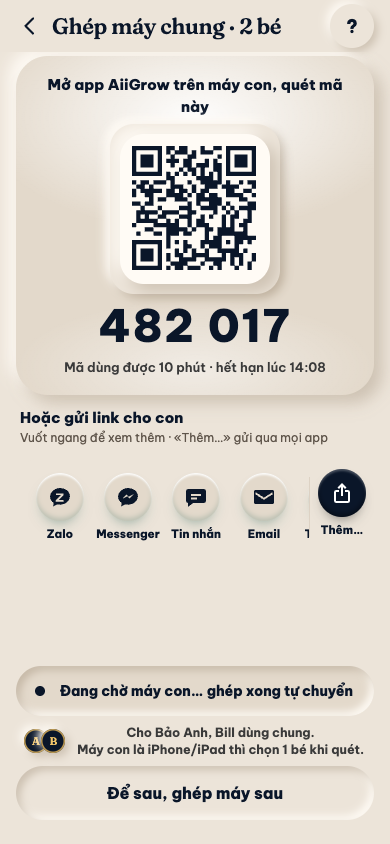 Ghép máy chung · 2 bé
?
Mở app AiiGrow trên máy con, quét mã
này
482 017
Mã dùng được 10 phút · hết hạn lúc 14:08
Hoặc gửi link cho con
Vuốt ngang để xem thêm · «Thêm...» gửi qua mọi app
Zalo
Messenger
Tin nhắn
Email
Thêm...
Đang chờ máy con... ghép xong tự chuyển
A B
Cho Bảo Anh, Bill dùng chung.
Máy con là iPhone/iPad thì chọn 1 bé khi quét.
Để sau, ghép máy sau